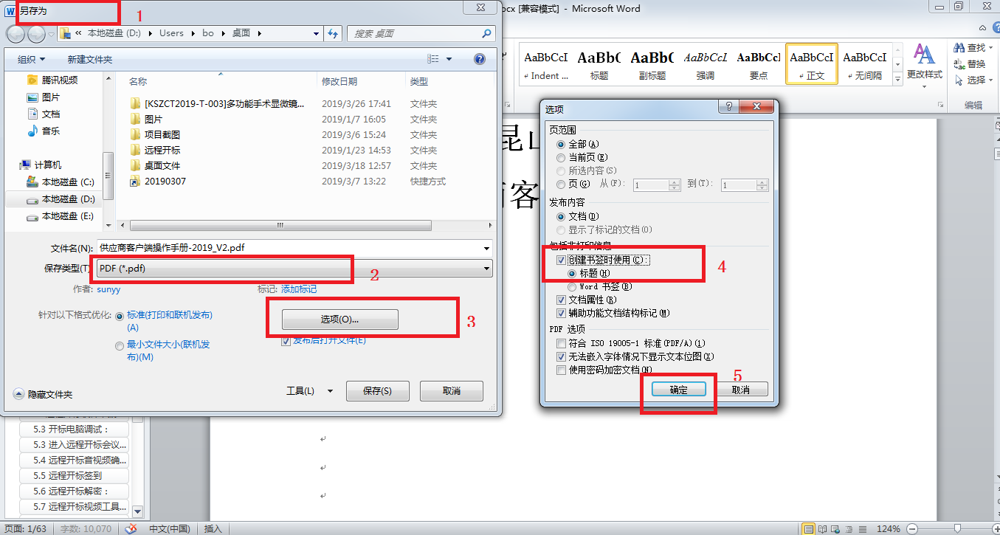 另存为
1
本地磁盘 (D:) Users bo 桌面
搜索 桌面
组织
新建文件夹
名称 修改日期 类型
腾讯视频
图片
文档
音乐
计算机
本地磁盘 (C:)
本地磁盘 (D:)
本地磁盘 (E:)
[KSZCT2019-T-003]多功能手术显微镜... 2019/3/26 17:41 文件夹
图片 2019/1/7 16:05 文件夹
项目截图 2019/3/6 15:24 文件夹
远程开标 2019/1/23 14:53 文件夹
桌面文件 2019/3/18 12:57 文件夹
20190307 2019/3/7 13:22 快捷方式
文件名(N): 供应商客户端操作手册-2019_V2.pdf
保存类型(T) PDF (*.pdf)
2
作者: sunyy
标记: 添加标记
针对以下格式优化: 标准(打印和联机发布)
(A)
最小文件大小(联机发
布)(M)
选项(O)...
3
发布后打开文件(E)
隐藏文件夹
工具(L)
保存(S)
取消
ocx [兼容模式] - Microsoft Word
AaBbCcI AaBb( AaBb( AaBbCcI AaBbCcI AaBbCcI AaBbCcI
Indent ... 标题 副标题 强调 要点 正文 无间隔
更改样式
查找
替换
选择
编辑
昆山
客
选项
页范围
全部(A)
当前页(E)
所选内容(S)
页(G) 从(F): 1 到(T): 1
发布内容
文档(D)
显示了标记的文档(O)
包括非打印信息
创建书签时使用(C):
4
标题(H)
Word 书签(B)
文档属性(R)
辅助功能文档结构标记(M)
PDF 选项
符合 ISO 19005-1 标准(PDF/A)(1)
无法嵌入字体情况下显示文本位图(X)
使用密码加密文档(N)
5
确定
取消
5.3 开标电脑调试：
5.3 进入远程开标会议...
5.4 远程开标音视频确...
5.5 远程开标签到
5.6 远程开标解密：
5.7 远程开标视频工具...
页面: 1/63 字数: 10,070 中文(中国) 插入
124%